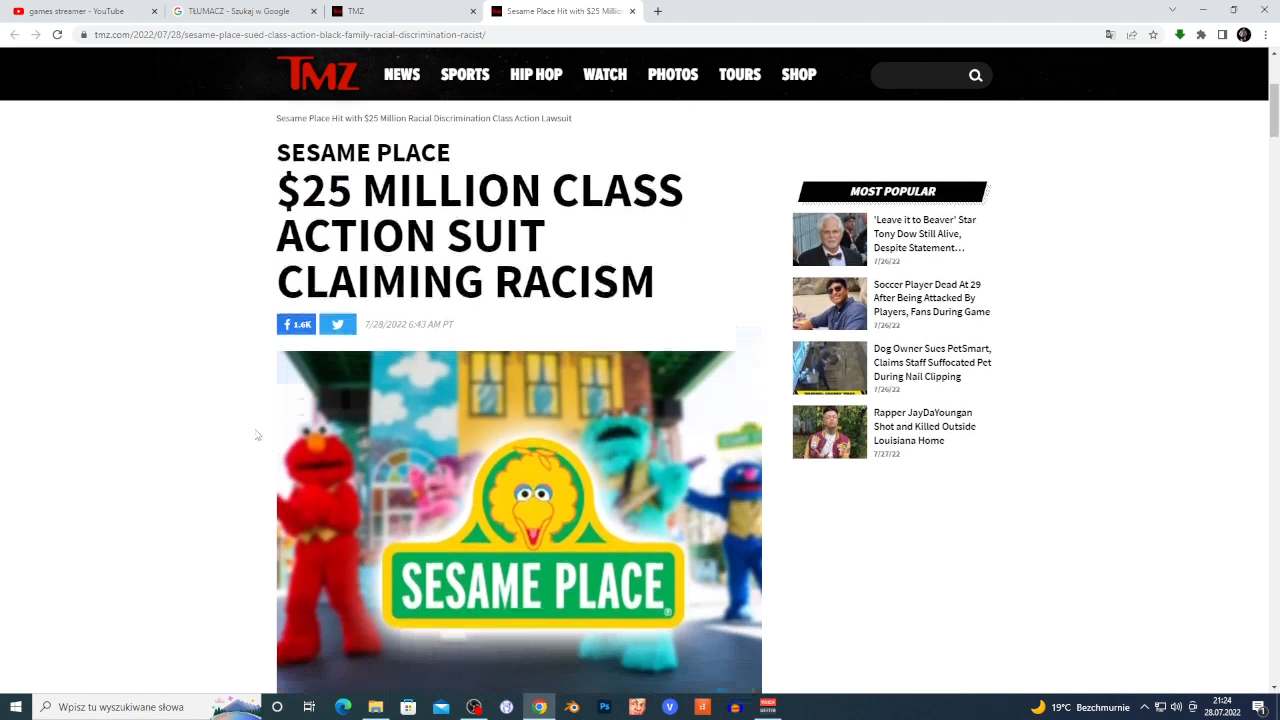 games streamer - YouTube
TŁUMACZ - Szukaj w Google
TMZ
Sesame Place Hit with $25 Million
tmz.com/2022/07/28/sesame-place-sued-class-action-black-family-racial-discrimination-racist/
TMZ
NEWS
SPORTS
HIP HOP
WATCH
PHOTOS
TOURS
SHOP
Sesame Place Hit with $25 Million Racial Discrimination Class Action Lawsuit
SESAME PLACE
$25 MILLION CLASS
ACTION SUIT
CLAIMING RACISM
1.6K
7/28/2022 6:43 AM PT
SESAME PLACE
MOST POPULAR
'Leave it to Beaver' Star
Tony Dow Still Alive,
Despite Statement...
7/26/22
Soccer Player Dead At 29
After Being Attacked By
Players, Fans During Game
7/26/22
Dog Owner Sues PetSmart,
Claims Staff Suffocated Pet
During Nail Clipping
7/26/22
Rapper JayDaYoungan
Shot and Killed Outside
Louisiana Home
7/27/22
Wpisz tu wyszukiwane słowa
19°C Bezchmurnie
21:24
28.07.2022